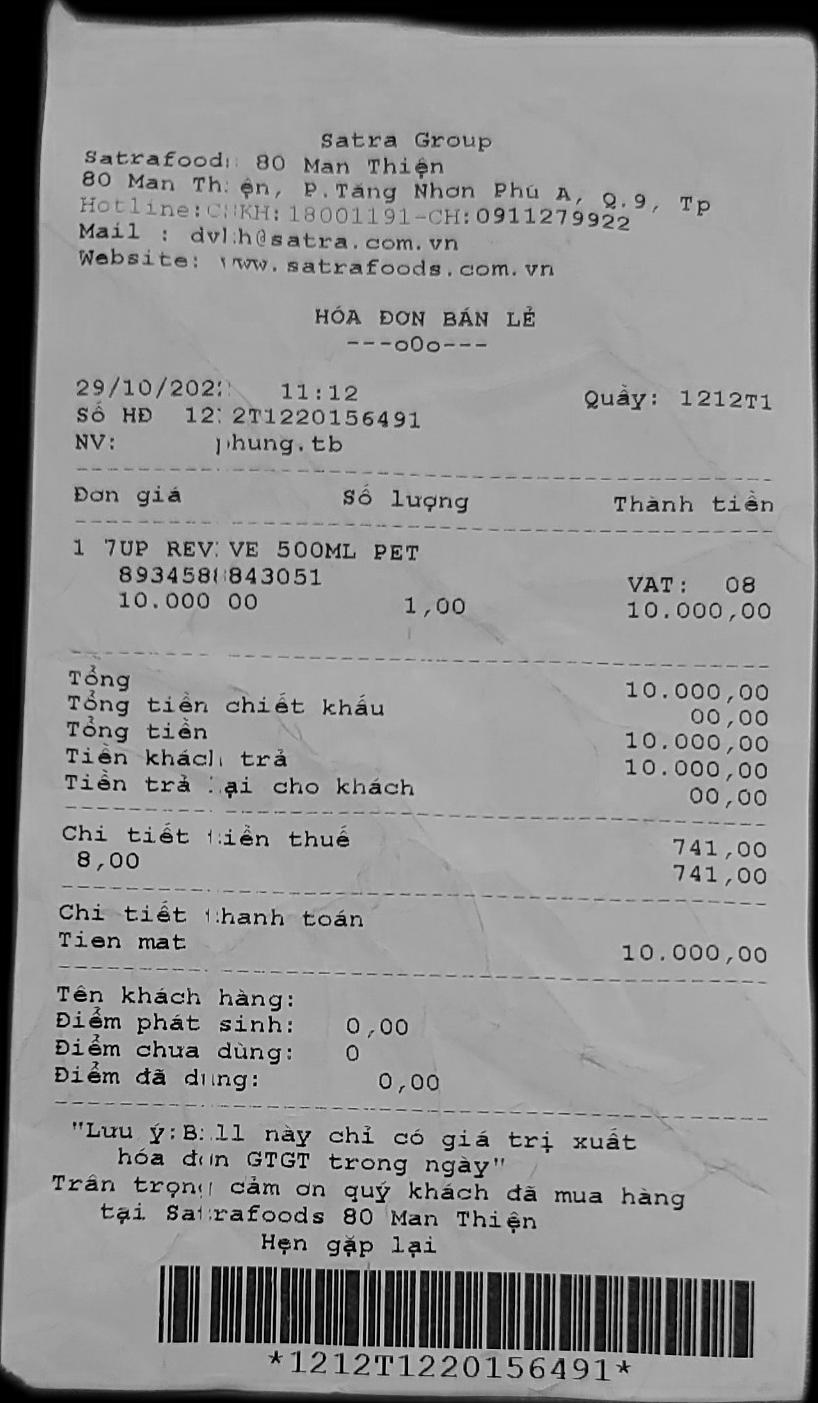 Satra Group
Satrafoods 80 Man Thiện
80 Man Thiện, P.Tăng Nhơn Phú A, Q.9, Tp
Hotline:CSKH:18001191-CH:0911279922
Mail : dvkh@satra.com.vn
Website: www.satrafoods.com.vn
HÓA ĐƠN BÁN LẺ
---oOo---
29/10/2022 11:12 Quầy: 1212T1
Số HĐ 1212T1220156491
NV: phung.tb
Đơn giá Số lượng Thành tiền
1 7UP REVIVE 500ML PET
8934588843051 VAT: 08
10.000,00 1,00 10.000,00
Tổng 10.000,00
Tổng tiền chiết khấu 00,00
Tổng tiền 10.000,00
Tiền khách trả 10.000,00
Tiền trả lại cho khách 00,00
Chi tiết tiền thuế 741,00
8,00 741,00
Chi tiết thanh toán
Tien mat 10.000,00
Tên khách hàng:
Điểm phát sinh: 0,00
Điểm chưa dùng: 0
Điểm đã dùng: 0,00
"Lưu ý:Bill này chỉ có giá trị xuất
hóa đơn GTGT trong ngày"
Trân trọng cảm ơn quý khách đã mua hàng
tại Satrafoods 80 Man Thiện
Hẹn gặp lại
*1212T1220156491*